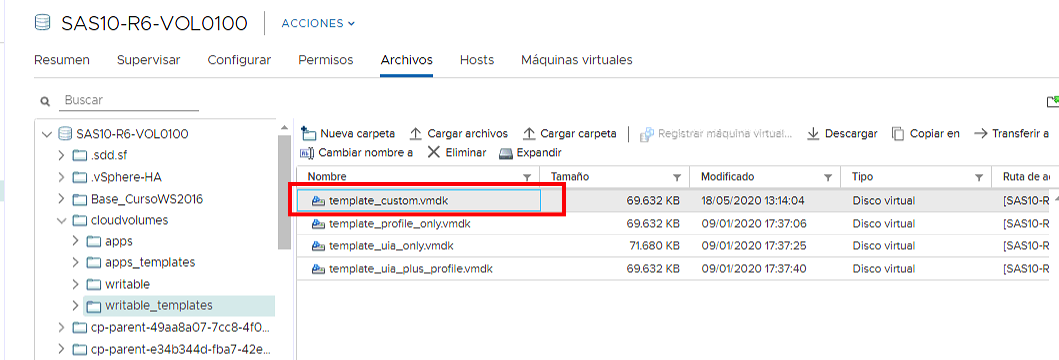 SAS10-R6-VOL0100 ACCIONES
Resumen Supervisar Configurar Permisos Archivos Hosts Máquinas virtuales
Buscar
SAS10-R6-VOL0100
.sdd.sf
.vSphere-HA
Base_CursoWS2016
cloudvolumes
apps
apps_templates
writable
writable_templates
cp-parent-49aa8a07-7cc8-4f0...
cp-parent-e34b344d-fba7-42e...
Nueva carpeta Cargar archivos Cargar carpeta Registrar máquina virtual... Descargar Copiar en Transferir a
Cambiar nombre a Eliminar Expandir
Nombre Tamaño Modificado Tipo Ruta de ac
template_custom.vmdk 69.632 KB 18/05/2020 13:14:04 Disco virtual [SAS10-R
template_profile_only.vmdk 69.632 KB 09/01/2020 17:37:06 Disco virtual [SAS10-R
template_uia_only.vmdk 71.680 KB 09/01/2020 17:37:25 Disco virtual [SAS10-R
template_uia_plus_profile.vmdk 69.632 KB 09/01/2020 17:37:40 Disco virtual [SAS10-R